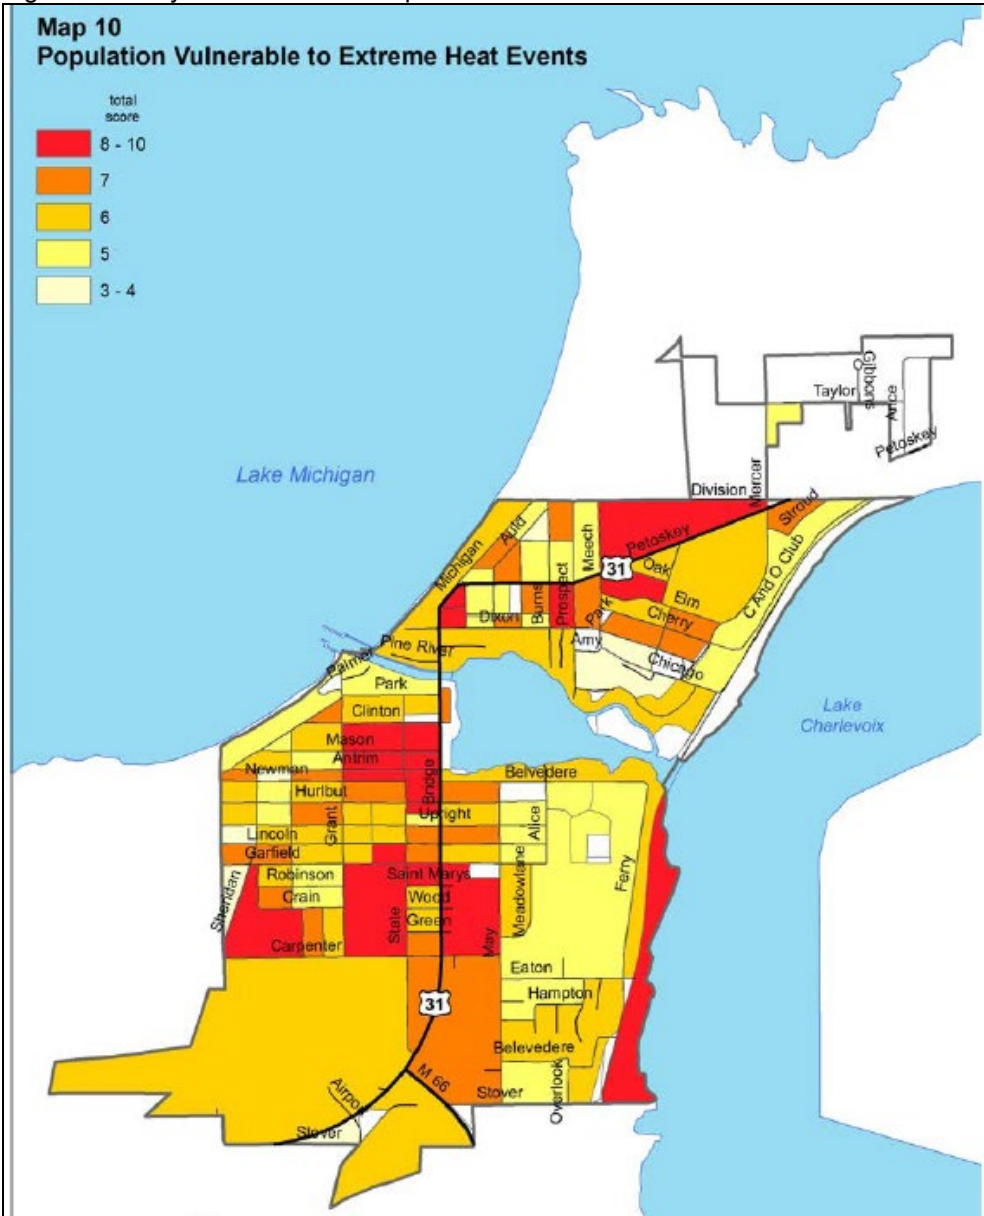 Map 10
Population Vulnerable to Extreme Heat Events
total
score
8 - 10
7
6
5
3 - 4
Gibbons
Taylor
Ance
Petoskey
Lake Michigan
Mercer
Division
Stroud
Auld
Petoskey
Meech
Michigan
31
Oak
C And O Club
Elm
Burns
Prospect
Park
Dixon
Cherry
Amy
Pine River
Chicago
Palmer
Park
Lake
Charlevoix
Clinton
Mason
Antrim
Newman
Belvedere
Bridge
Hurlbut
Grant
Upright
Alice
Lincoln
Garfield
Robinson
Saint Marys
Meadowlane
Ferry
Sheridan
Crain
Wood
Green
State
Carpenter
May
Eaton
Hampton
31
Belevedere
M 66
Airpo
Stover
Overlook
Stover